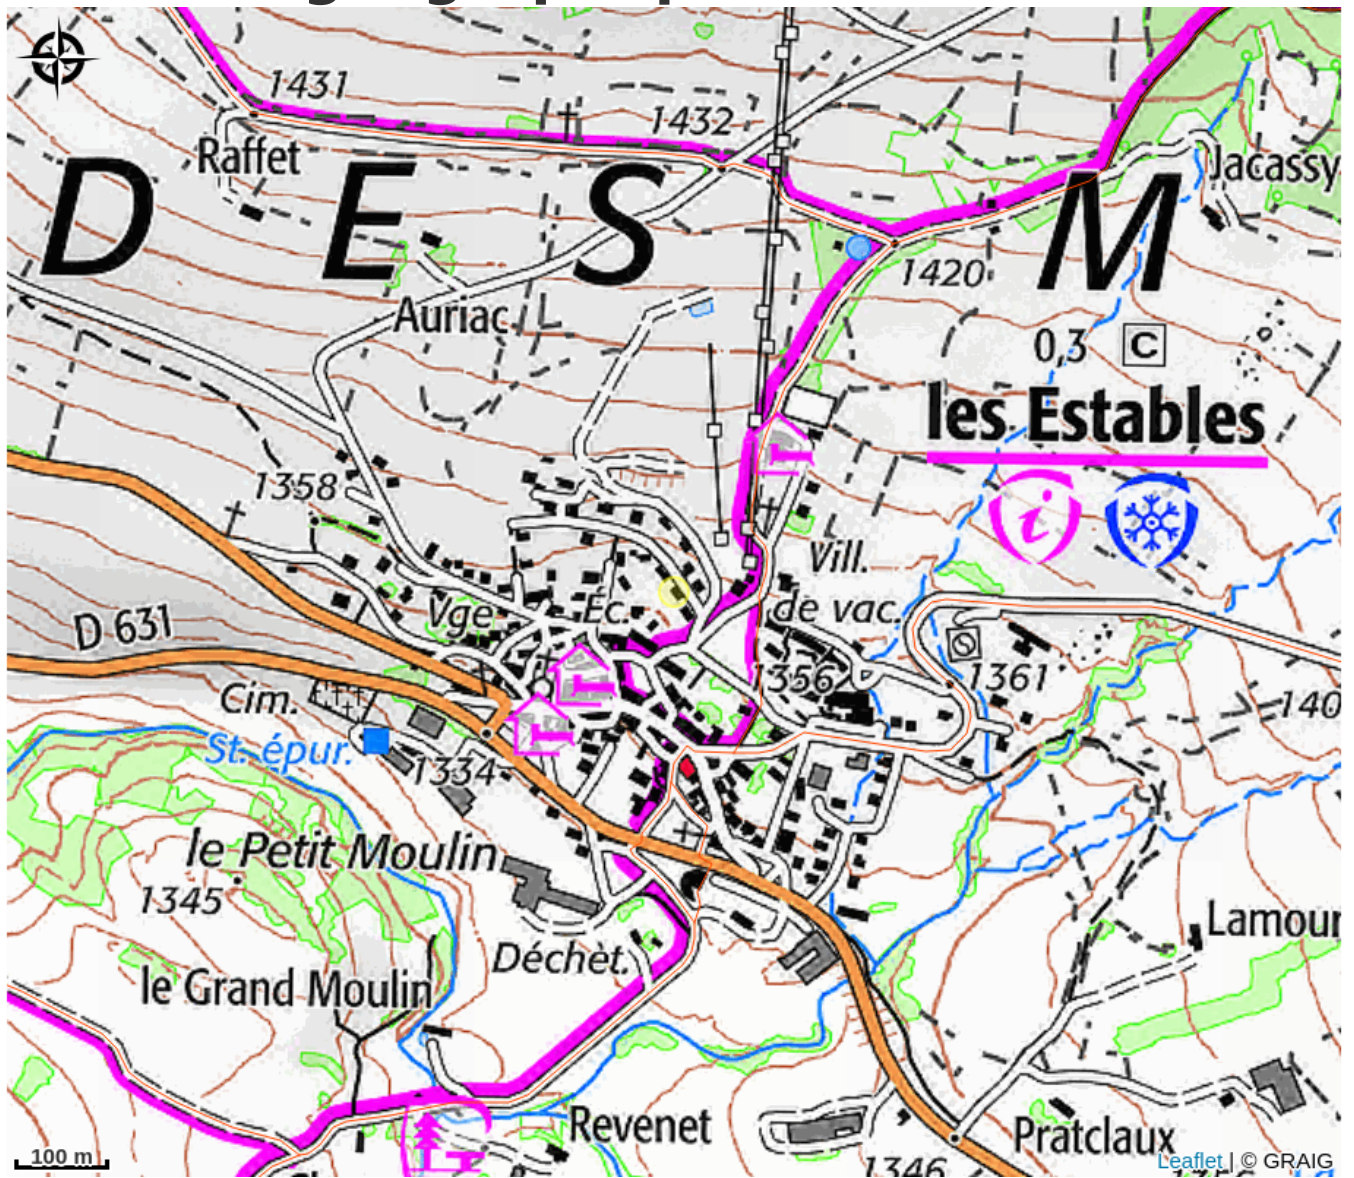 1431
1432
Raffet
Jacassy
D E S M
1420
Auriac
0,3 C
les Estables
1358
i
Vill.
de vac.
Vge
Éc.
D 631
1356
1361
Cim.
140
St. épur.
1334
le Petit Moulin
1345
Lamour
Déchèt.
le Grand Moulin
Revenet
Pratclaux
100 m
1346
Leaflet | © GRAIG